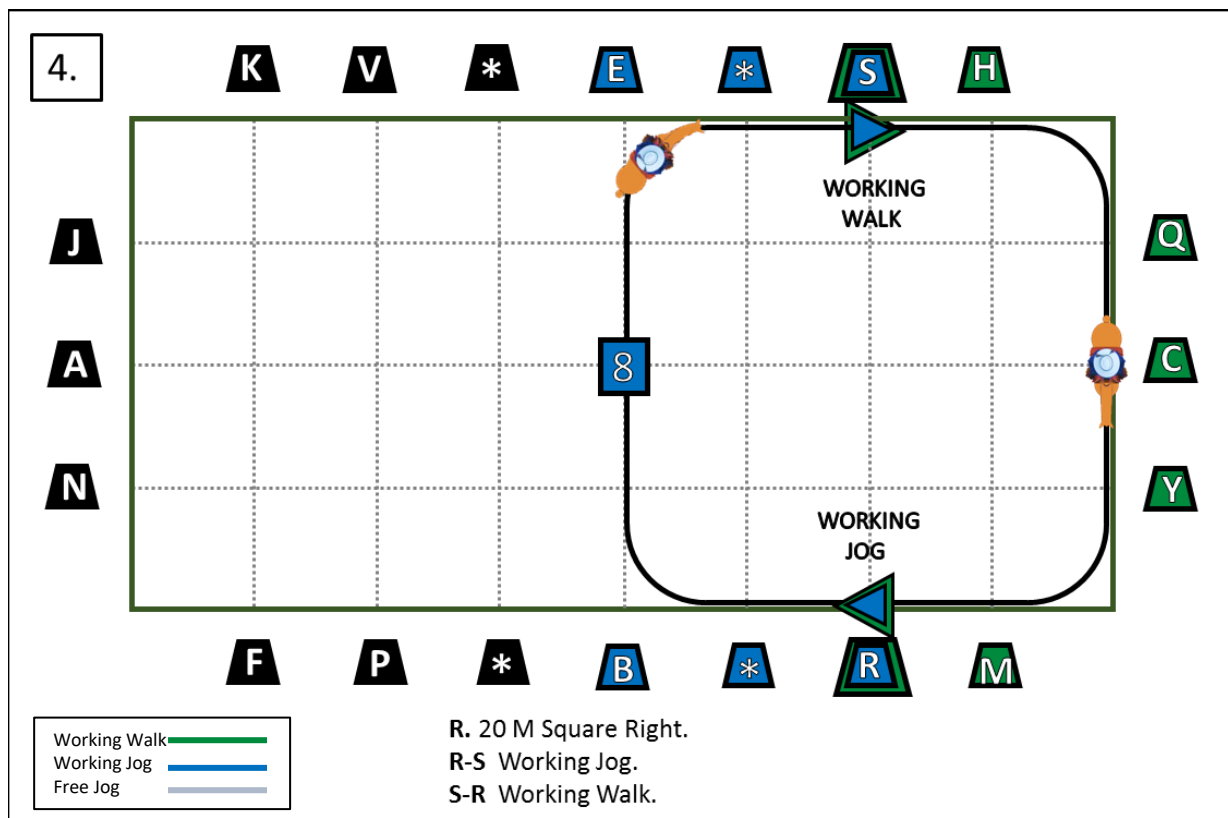 4.
K V * E * S H
WORKING
WALK
J Q
A 8 C
N Y
WORKING
JOG
F P * B * R M
Working Walk
Working Jog
Free Jog
R. 20 M Square Right.
R-S Working Jog.
S-R Working Walk.